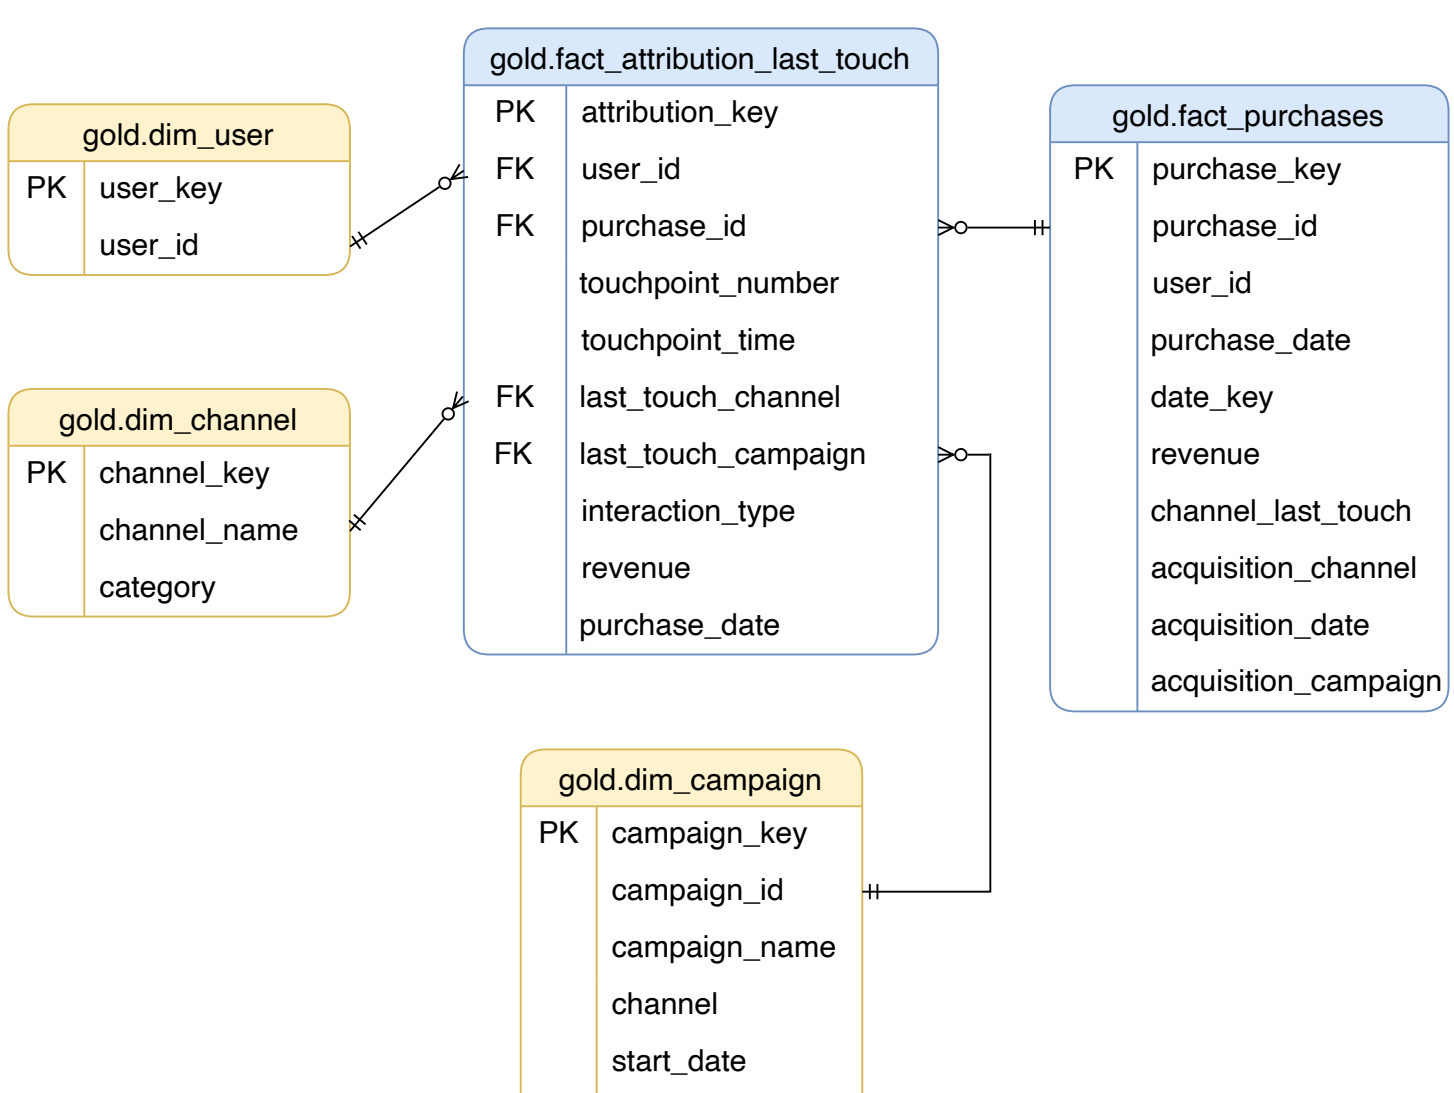 gold.fact_attribution_last_touch
PK attribution_key
FK user_id
FK purchase_id
touchpoint_number
touchpoint_time
FK last_touch_channel
FK last_touch_campaign
interaction_type
revenue
purchase_date
gold.dim_user
PK user_key
user_id
gold.dim_channel
PK channel_key
channel_name
category
gold.fact_purchases
PK purchase_key
purchase_id
user_id
purchase_date
date_key
revenue
channel_last_touch
acquisition_channel
acquisition_date
acquisition_campaign
gold.dim_campaign
PK campaign_key
campaign_id
campaign_name
channel
start_date